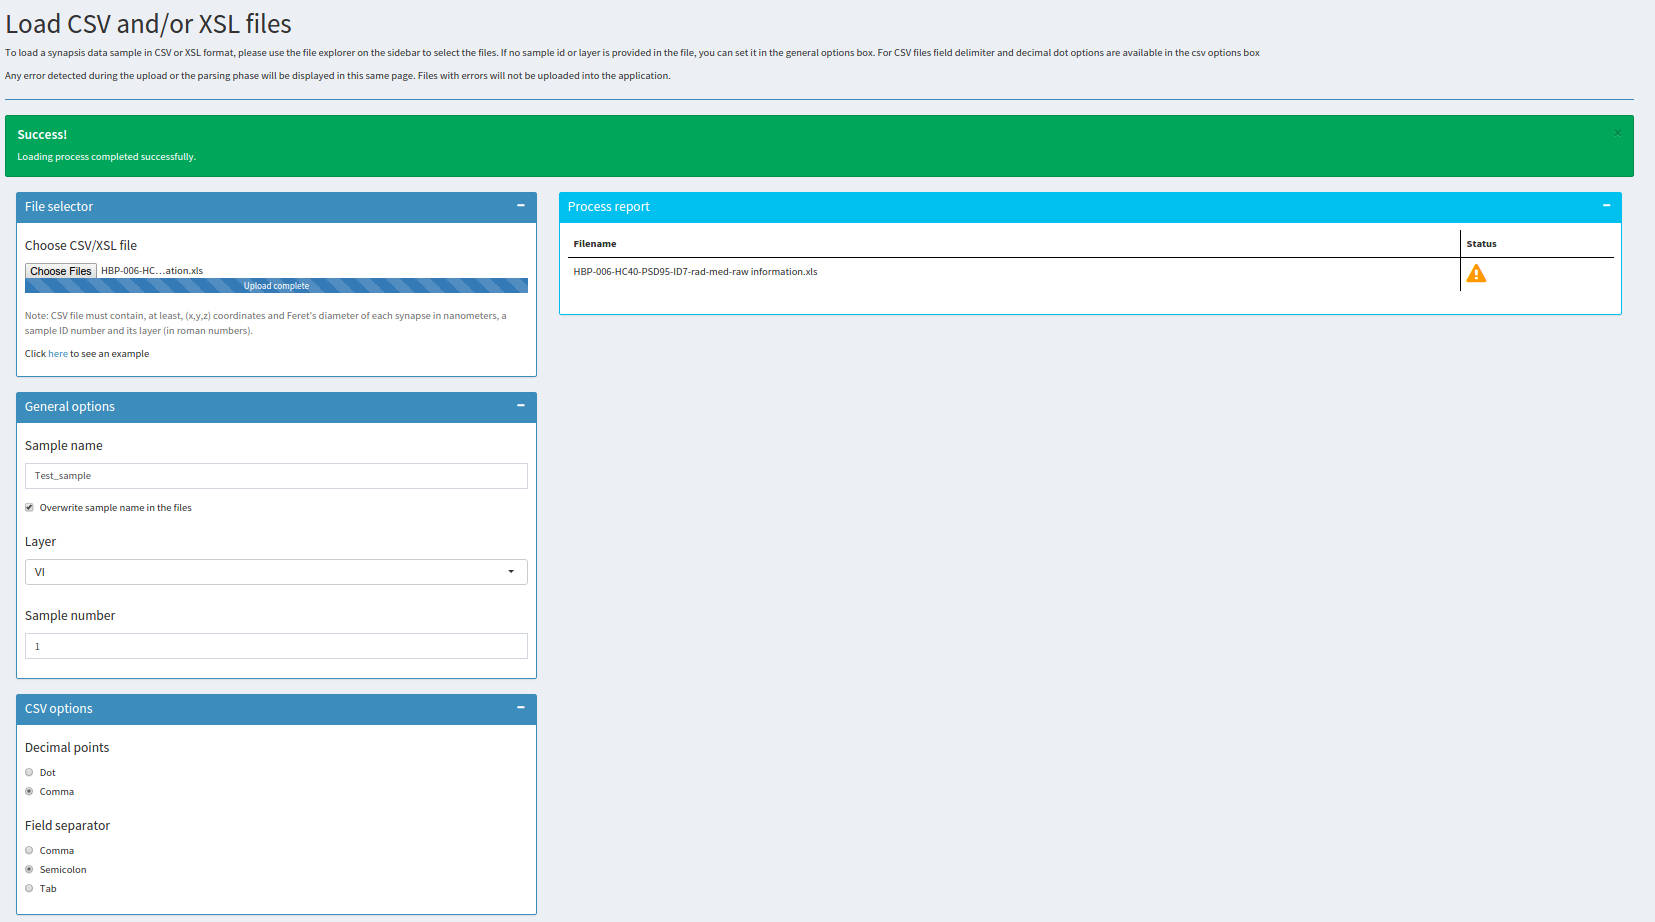 Load CSV and/or XSL files
To load a synapsis data sample in CSV or XSL format, please use the file explorer on the sidebar to select the files. If no sample id or layer is provided in the file, you can set it in the general options box. For CSV files field delimiter and decimal dot options are available in the csv options box
Any error detected during the upload or the parsing phase will be displayed in this same page. Files with errors will not be uploaded into the application.
Success!
×
Loading process completed successfully.
File selector
Choose CSV/XSL file
Choose Files HBP-006-HC...ation.xls
Upload complete
Note: CSV file must contain, at least, (x,y,z) coordinates and Feret's diameter of each synapse in nanometers, a
sample ID number and its layer (in roman numbers).
Click here to see an example
General options
Sample name
Test_sample
Overwrite sample name in the files
Layer
VI
Sample number
1
CSV options
Decimal points
Dot
Comma
Field separator
Comma
Semicolon
Tab
Process report
Filename Status
HBP-006-HC40-PSD95-ID7-rad-med-raw information.xls